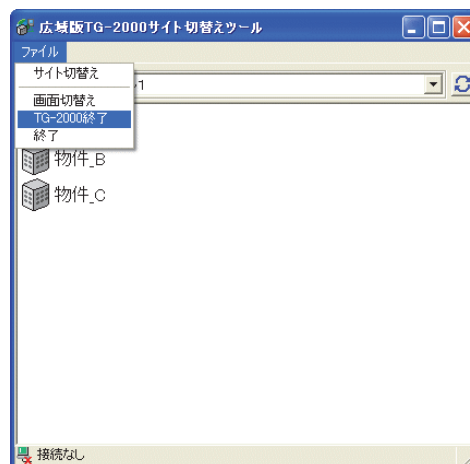 広域版TG-2000サイト切替えツール
ファイル
サイト切替え
1
画面切替え
TG-2000終了
終了
物件_B
物件_C
接続なし